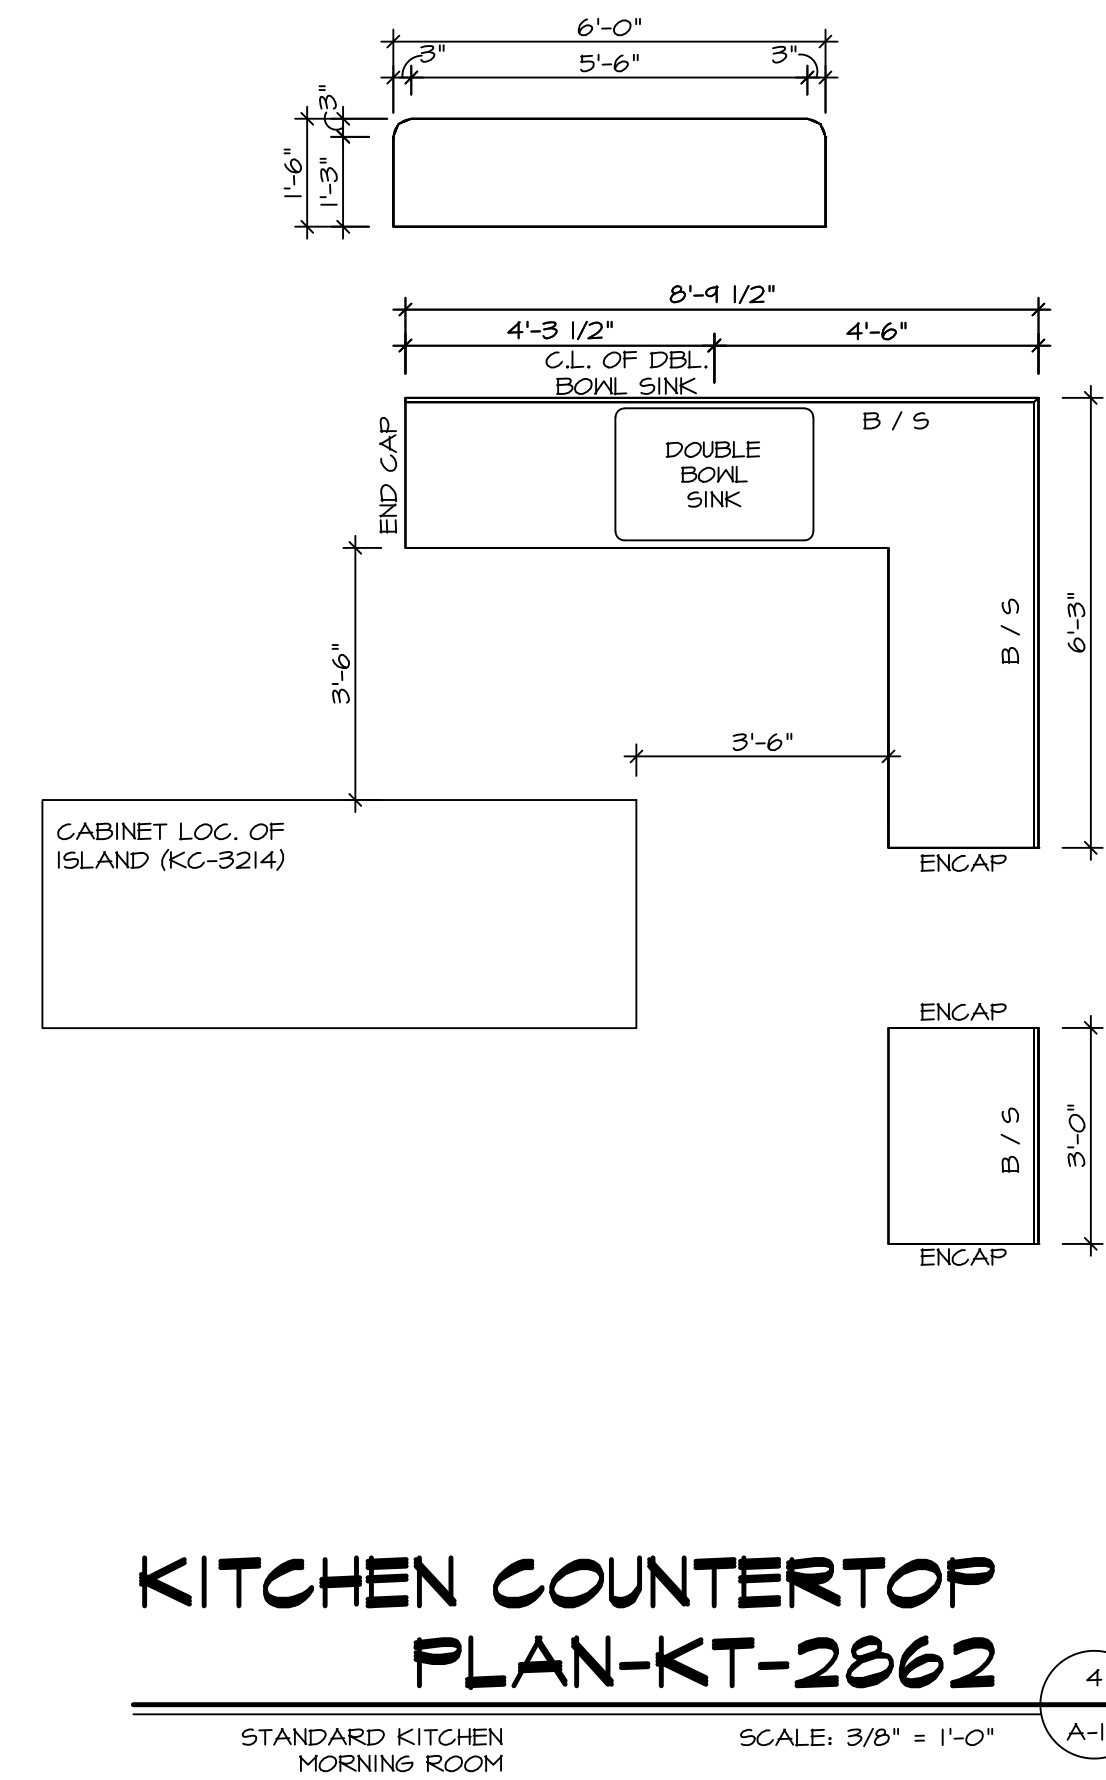 6'-0"
3"
5'-6"
3"
3"
1'-6"
1'-3"
8'-9 1/2"
4'-3 1/2"
4'-6"
C.L. OF DBL.
BOWL SINK
B / S
END CAP
DOUBLE
BOWL
SINK
B / S
6'-3"
3'-6"
3'-6"
CABINET LOC. OF
ISLAND (KC-3214)
ENCAP
ENCAP
B / S
3'-0"
ENCAP
KITCHEN COUNTERTOP
PLAN-KT-2862
4
STANDARD KITCHEN
MORNING ROOM
SCALE: 3/8" = 1'-0"
A-1